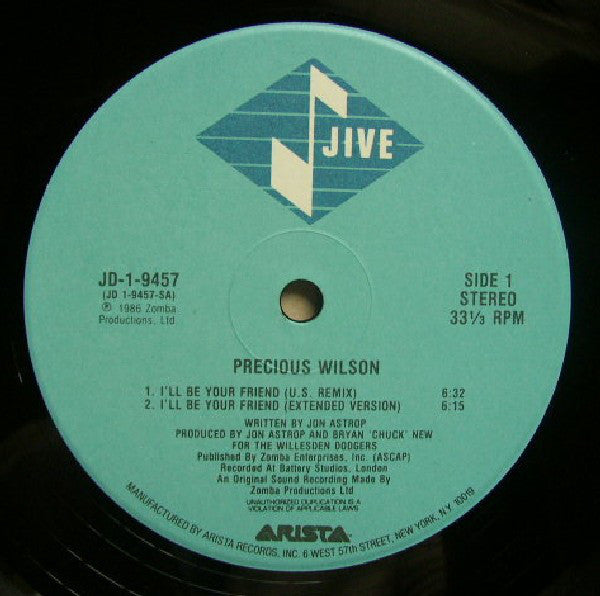 JIVE
JD-1-9457
(JD 1-9457-SA)
℗ 1986 Zomba
Productions, Ltd
SIDE 1
STEREO
33⅓ RPM
PRECIOUS WILSON
1. I'LL BE YOUR FRIEND (U.S. REMIX) 6:32
2. I'LL BE YOUR FRIEND (EXTENDED VERSION) 6:15
WRITTEN BY JON ASTROP
PRODUCED BY JON ASTROP AND BRYAN 'CHUCK' NEW
FOR THE WILLESDEN DODGERS
Published By Zomba Enterprises, Inc. (ASCAP)
Recorded At Battery Studios, London
An Original Sound Recording Made By
Zomba Productions Ltd
UNAUTHORIZED DUPLICATION IS A
VIOLATION OF APPLICABLE LAWS
ARISTA
MANUFACTURED BY ARISTA RECORDS, INC. 6 WEST 57th STREET, NEW YORK, N.Y. 10019